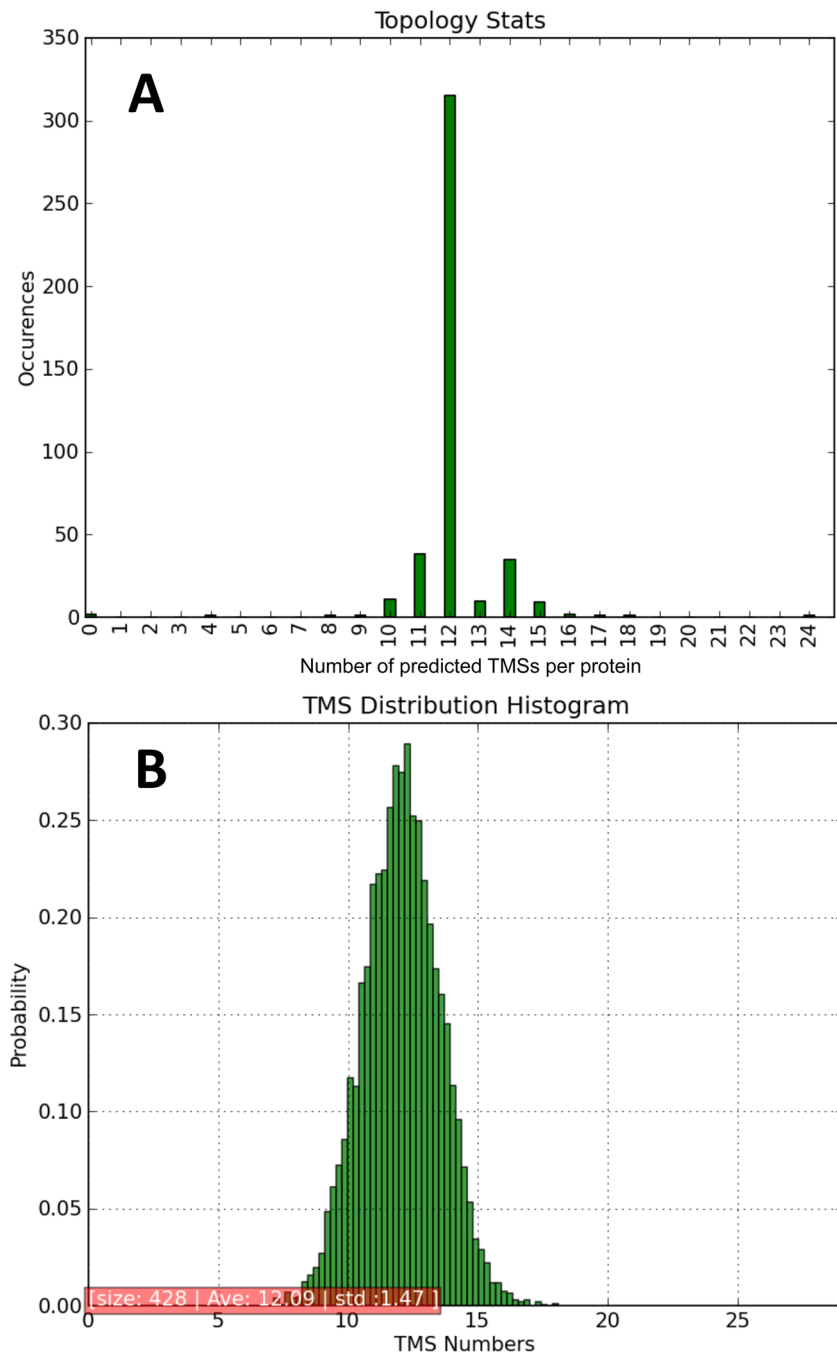 Topology Stats
A
350
300
250
200
150
100
50
0
Occurences
0 1 2 3 4 5 6 7 8 9 10 11 12 13 14 15 16 17 18 19 20 21 22 23 24
Number of predicted TMSs per protein
TMS Distribution Histogram
B
0.30
0.25
0.20
0.15
0.10
0.05
0.00
Probability
[size: 428 | Ave: 12.09 | std :1.47 ]
0 5 10 15 20 25
TMS Numbers